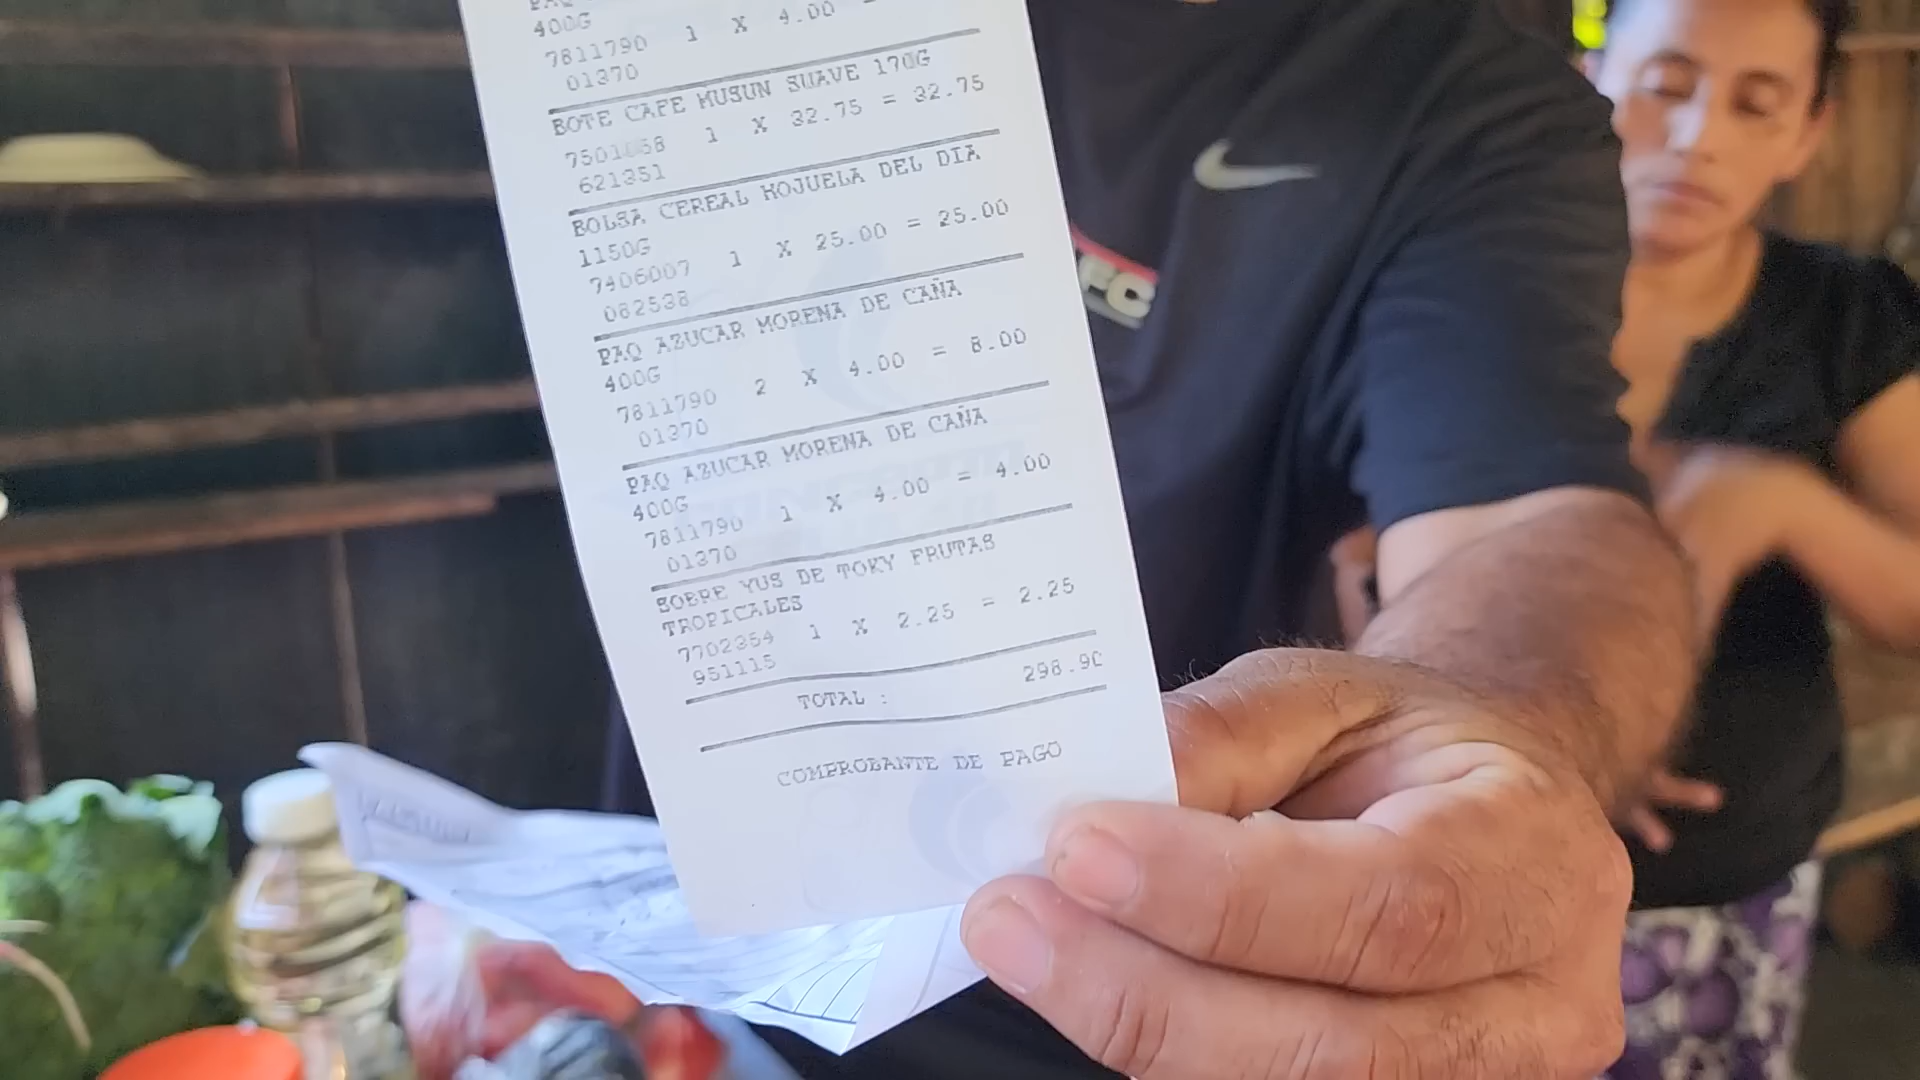 400G
7811790 1 X 4.00
01370
BOTE CAFE MUSUN SUAVE 170G
7501058 1 X 32.75 = 32.75
621351
BOLSA CEREAL HOJUELA DEL DIA
1150G
7406007 1 X 25.00 = 25.00
082538
PAQ AZUCAR MORENA DE CAÑA
400G
7811790 2 X 4.00 = 8.00
01370
PAQ AZUCAR MORENA DE CAÑA
400G
7811790 1 X 4.00 = 4.00
01370
SOBRE YUS DE TOKY FRUTAS
TROPICALES
7702354 1 X 2.25 = 2.25
951115
TOTAL : 298.90
COMPROBANTE DE PAGO
FC